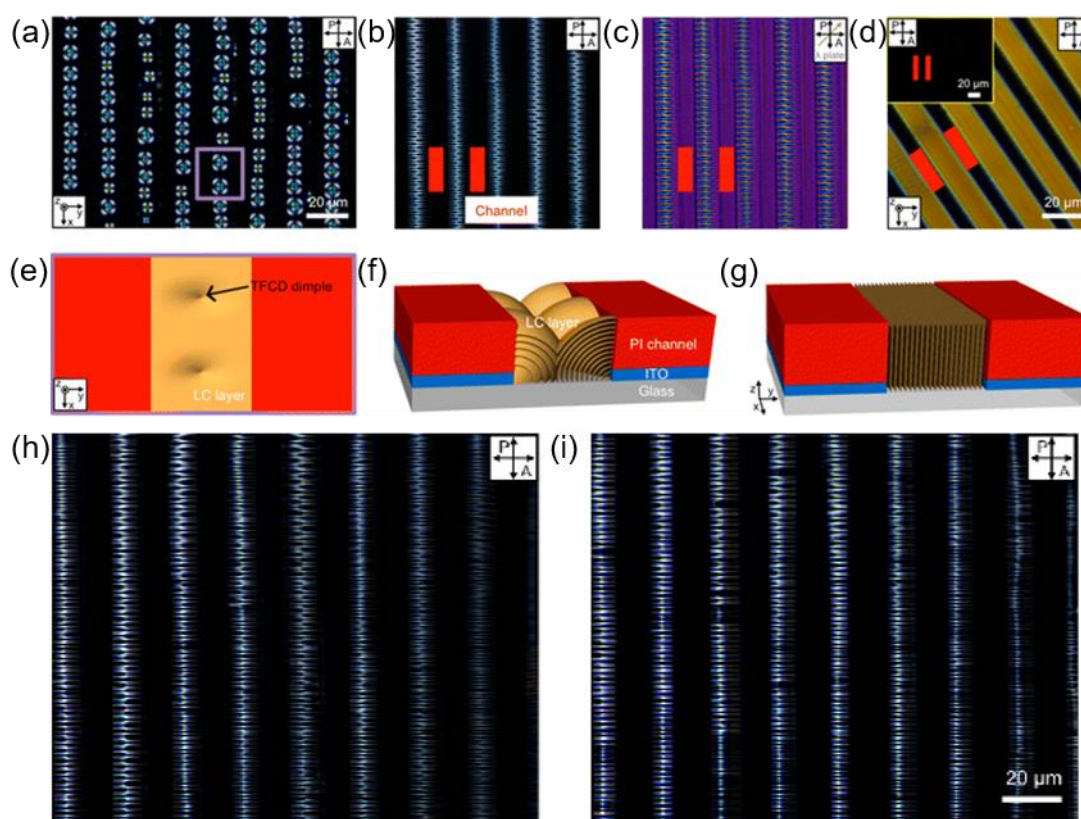 (a)
P
A
20 µm
z
y
x
(b)
P
A
Channel
(c)
P
A
λ plate
(d)
P
A
20 µm
z
y
x
20 µm
(e)
TFCD dimple
LC layer
z
y
x
(f)
LC layer
PI channel
ITO
Glass
(g)
z
y
x
(h)
P
A
(i)
P
A
20 µm